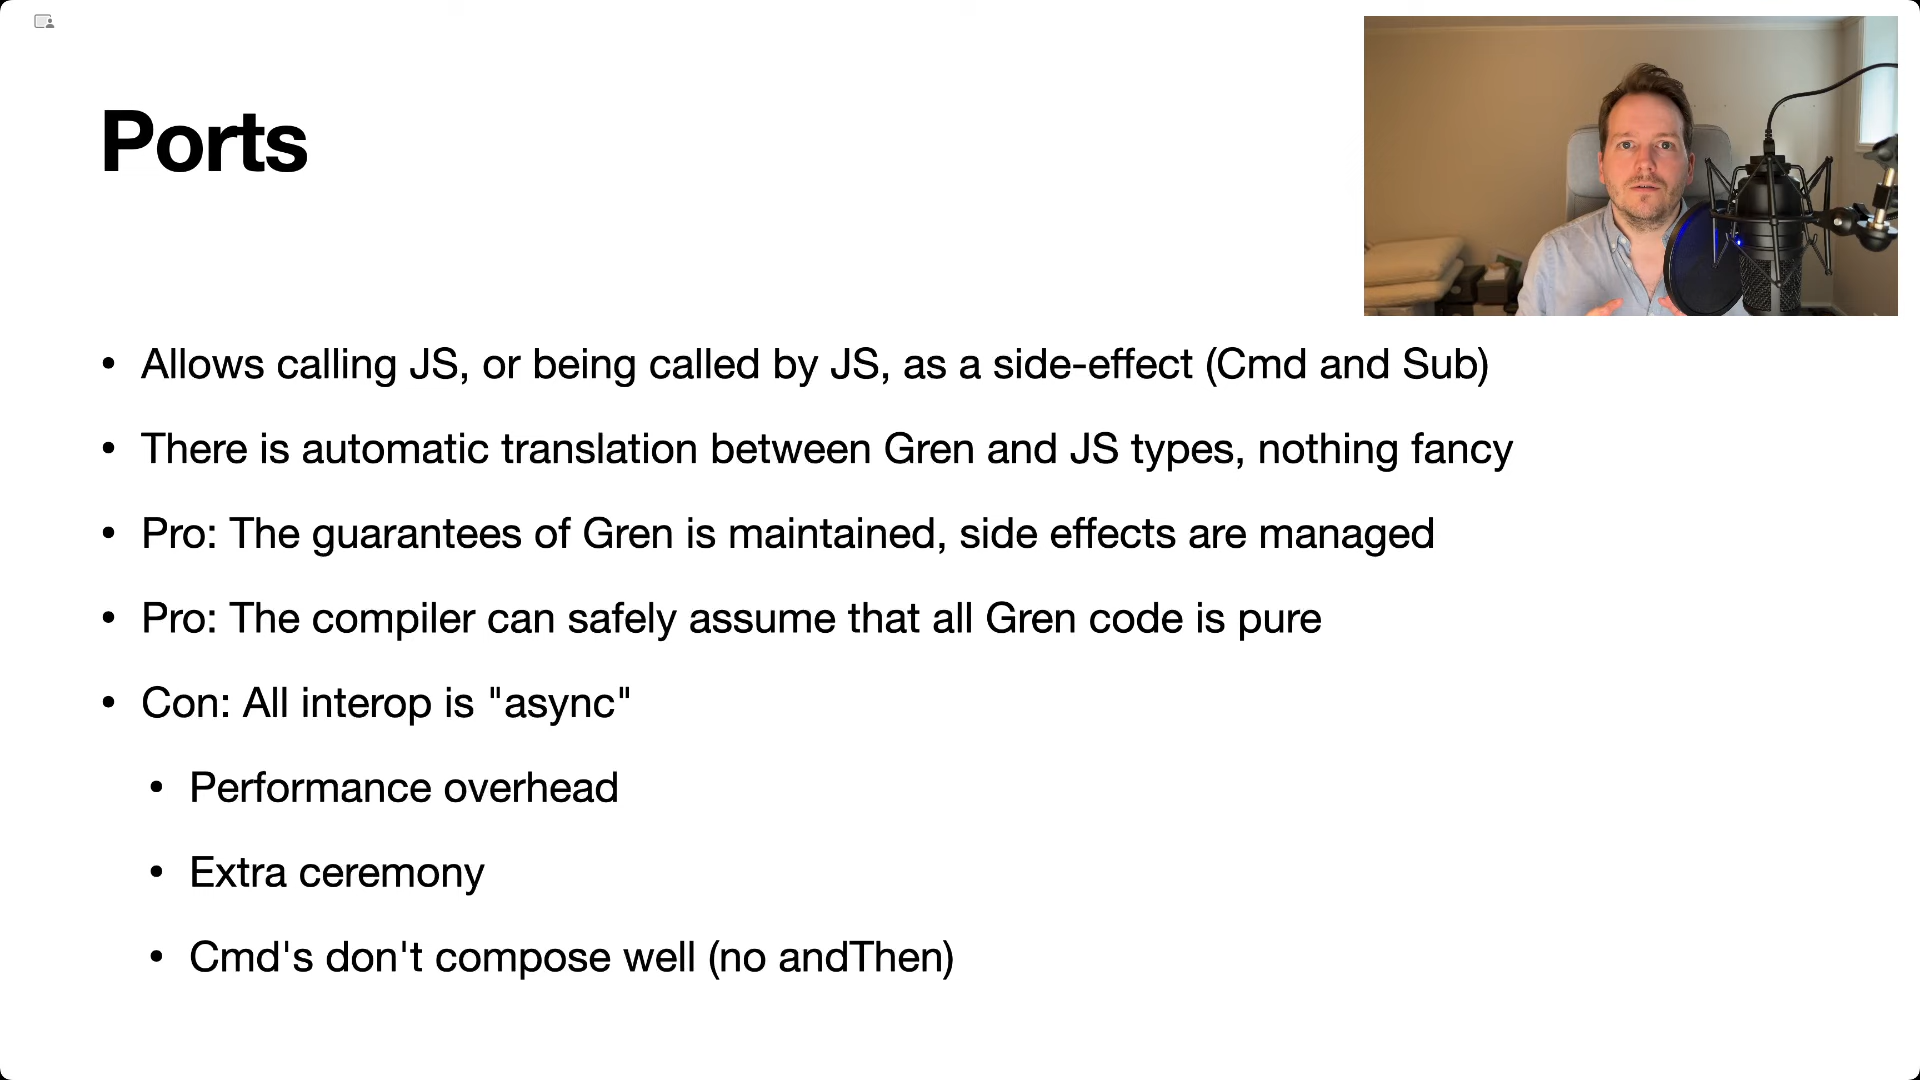 Ports
• Allows calling JS, or being called by JS, as a side-effect (Cmd and Sub)
• There is automatic translation between Gren and JS types, nothing fancy
• Pro: The guarantees of Gren is maintained, side effects are managed
• Pro: The compiler can safely assume that all Gren code is pure
• Con: All interop is "async"
• Performance overhead
• Extra ceremony
• Cmd's don't compose well (no andThen)